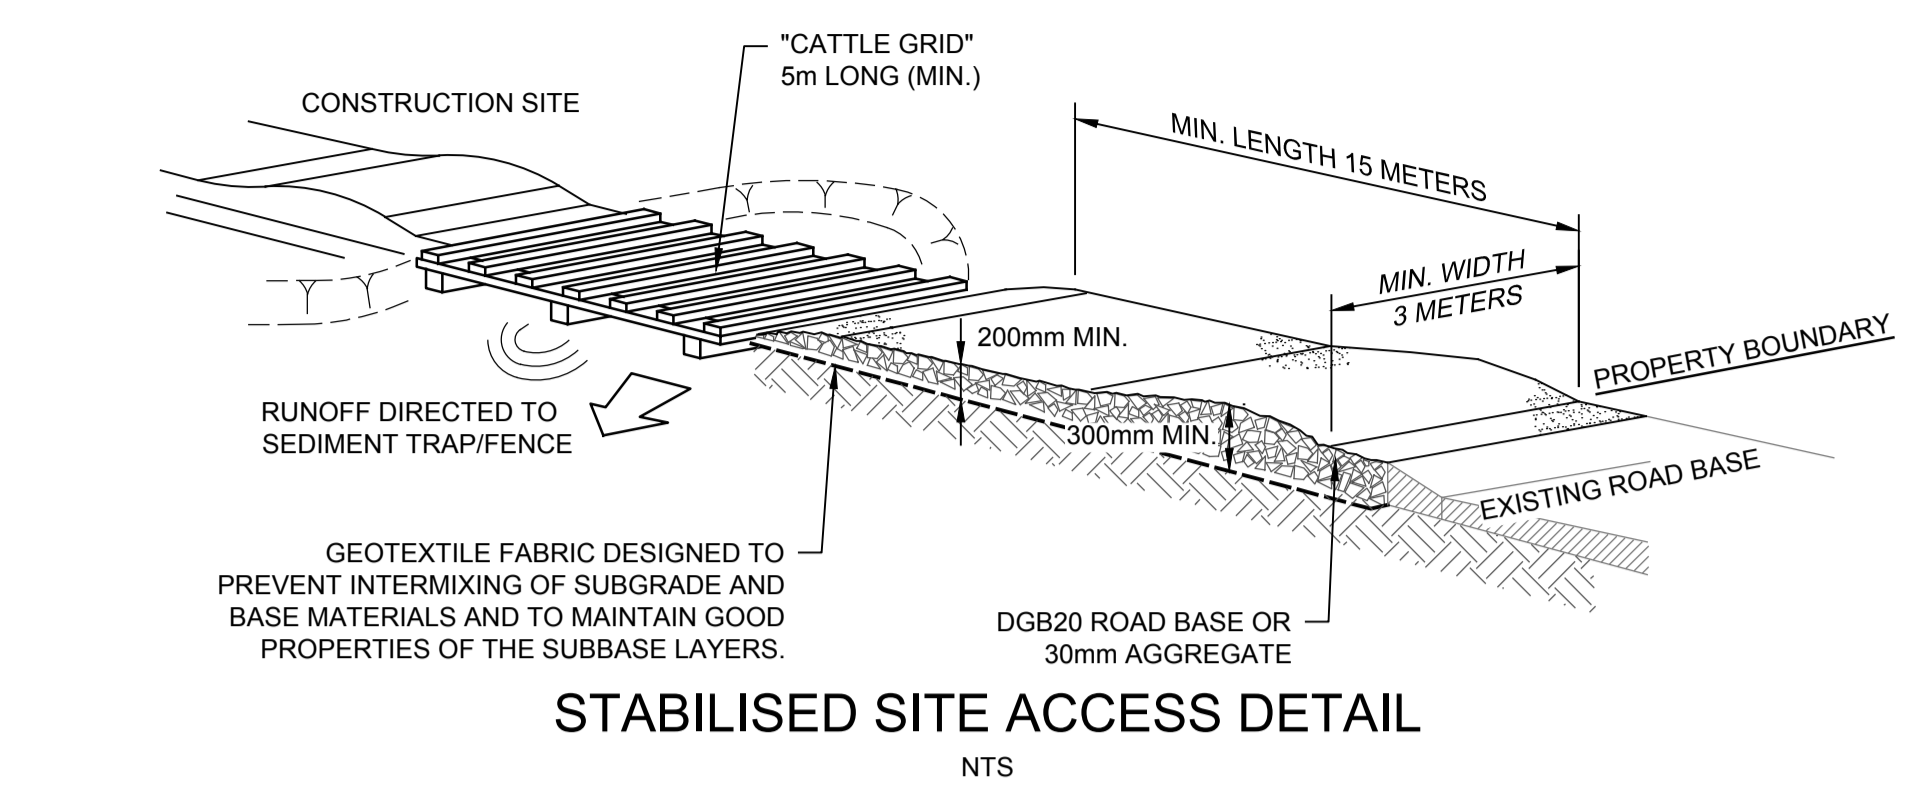 "CATTLE GRID"
5m LONG (MIN.)
CONSTRUCTION SITE
MIN. LENGTH 15 METERS
MIN. WIDTH
3 METERS
200mm MIN.
PROPERTY BOUNDARY
RUNOFF DIRECTED TO
SEDIMENT TRAP/FENCE
300mm MIN.
EXISTING ROAD BASE
GEOTEXTILE FABRIC DESIGNED TO
PREVENT INTERMIXING OF SUBGRADE AND
BASE MATERIALS AND TO MAINTAIN GOOD
PROPERTIES OF THE SUBBASE LAYERS.
DGB20 ROAD BASE OR
30mm AGGREGATE
STABILISED SITE ACCESS DETAIL
NTS